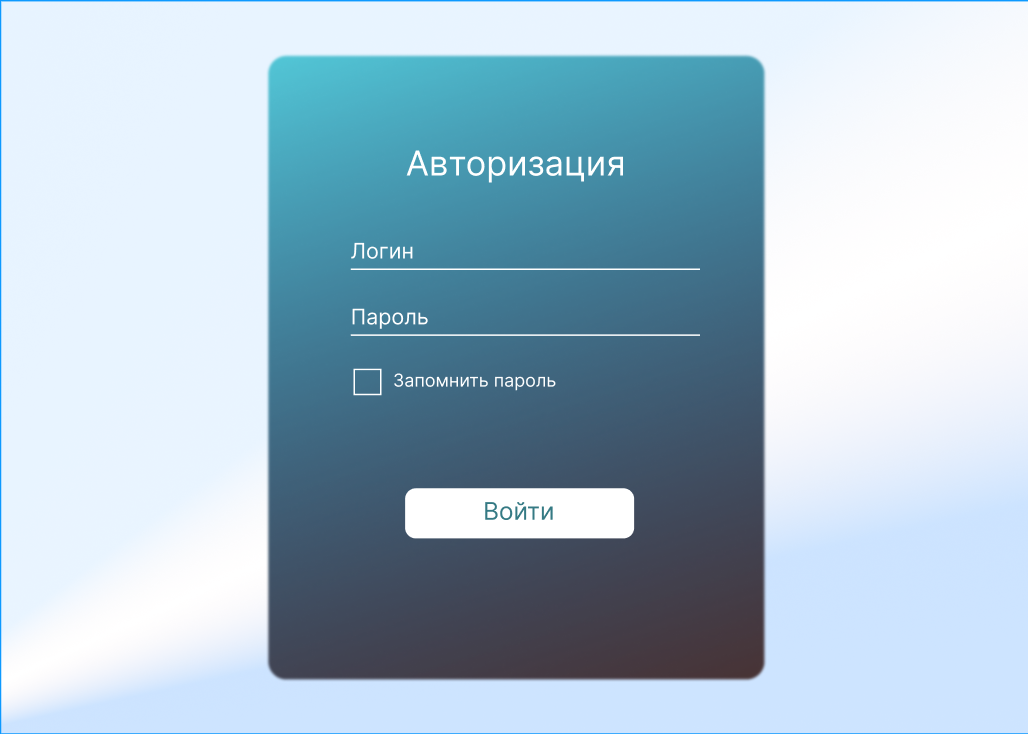 Авторизация
Логин
Пароль
Запомнить пароль
Войти